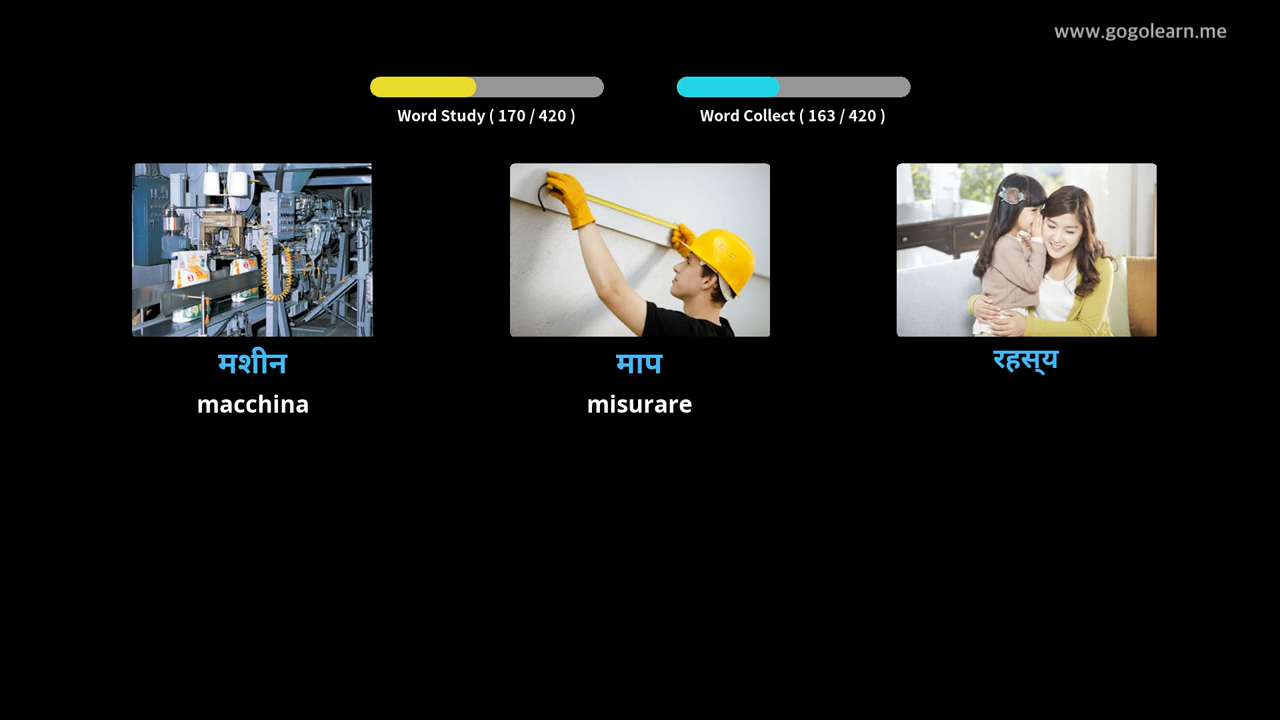 www.gogolearn.me
Word Study ( 170 / 420 )
Word Collect ( 163 / 420 )
मशीन
माप
रहस्‌य
macchina
misurare